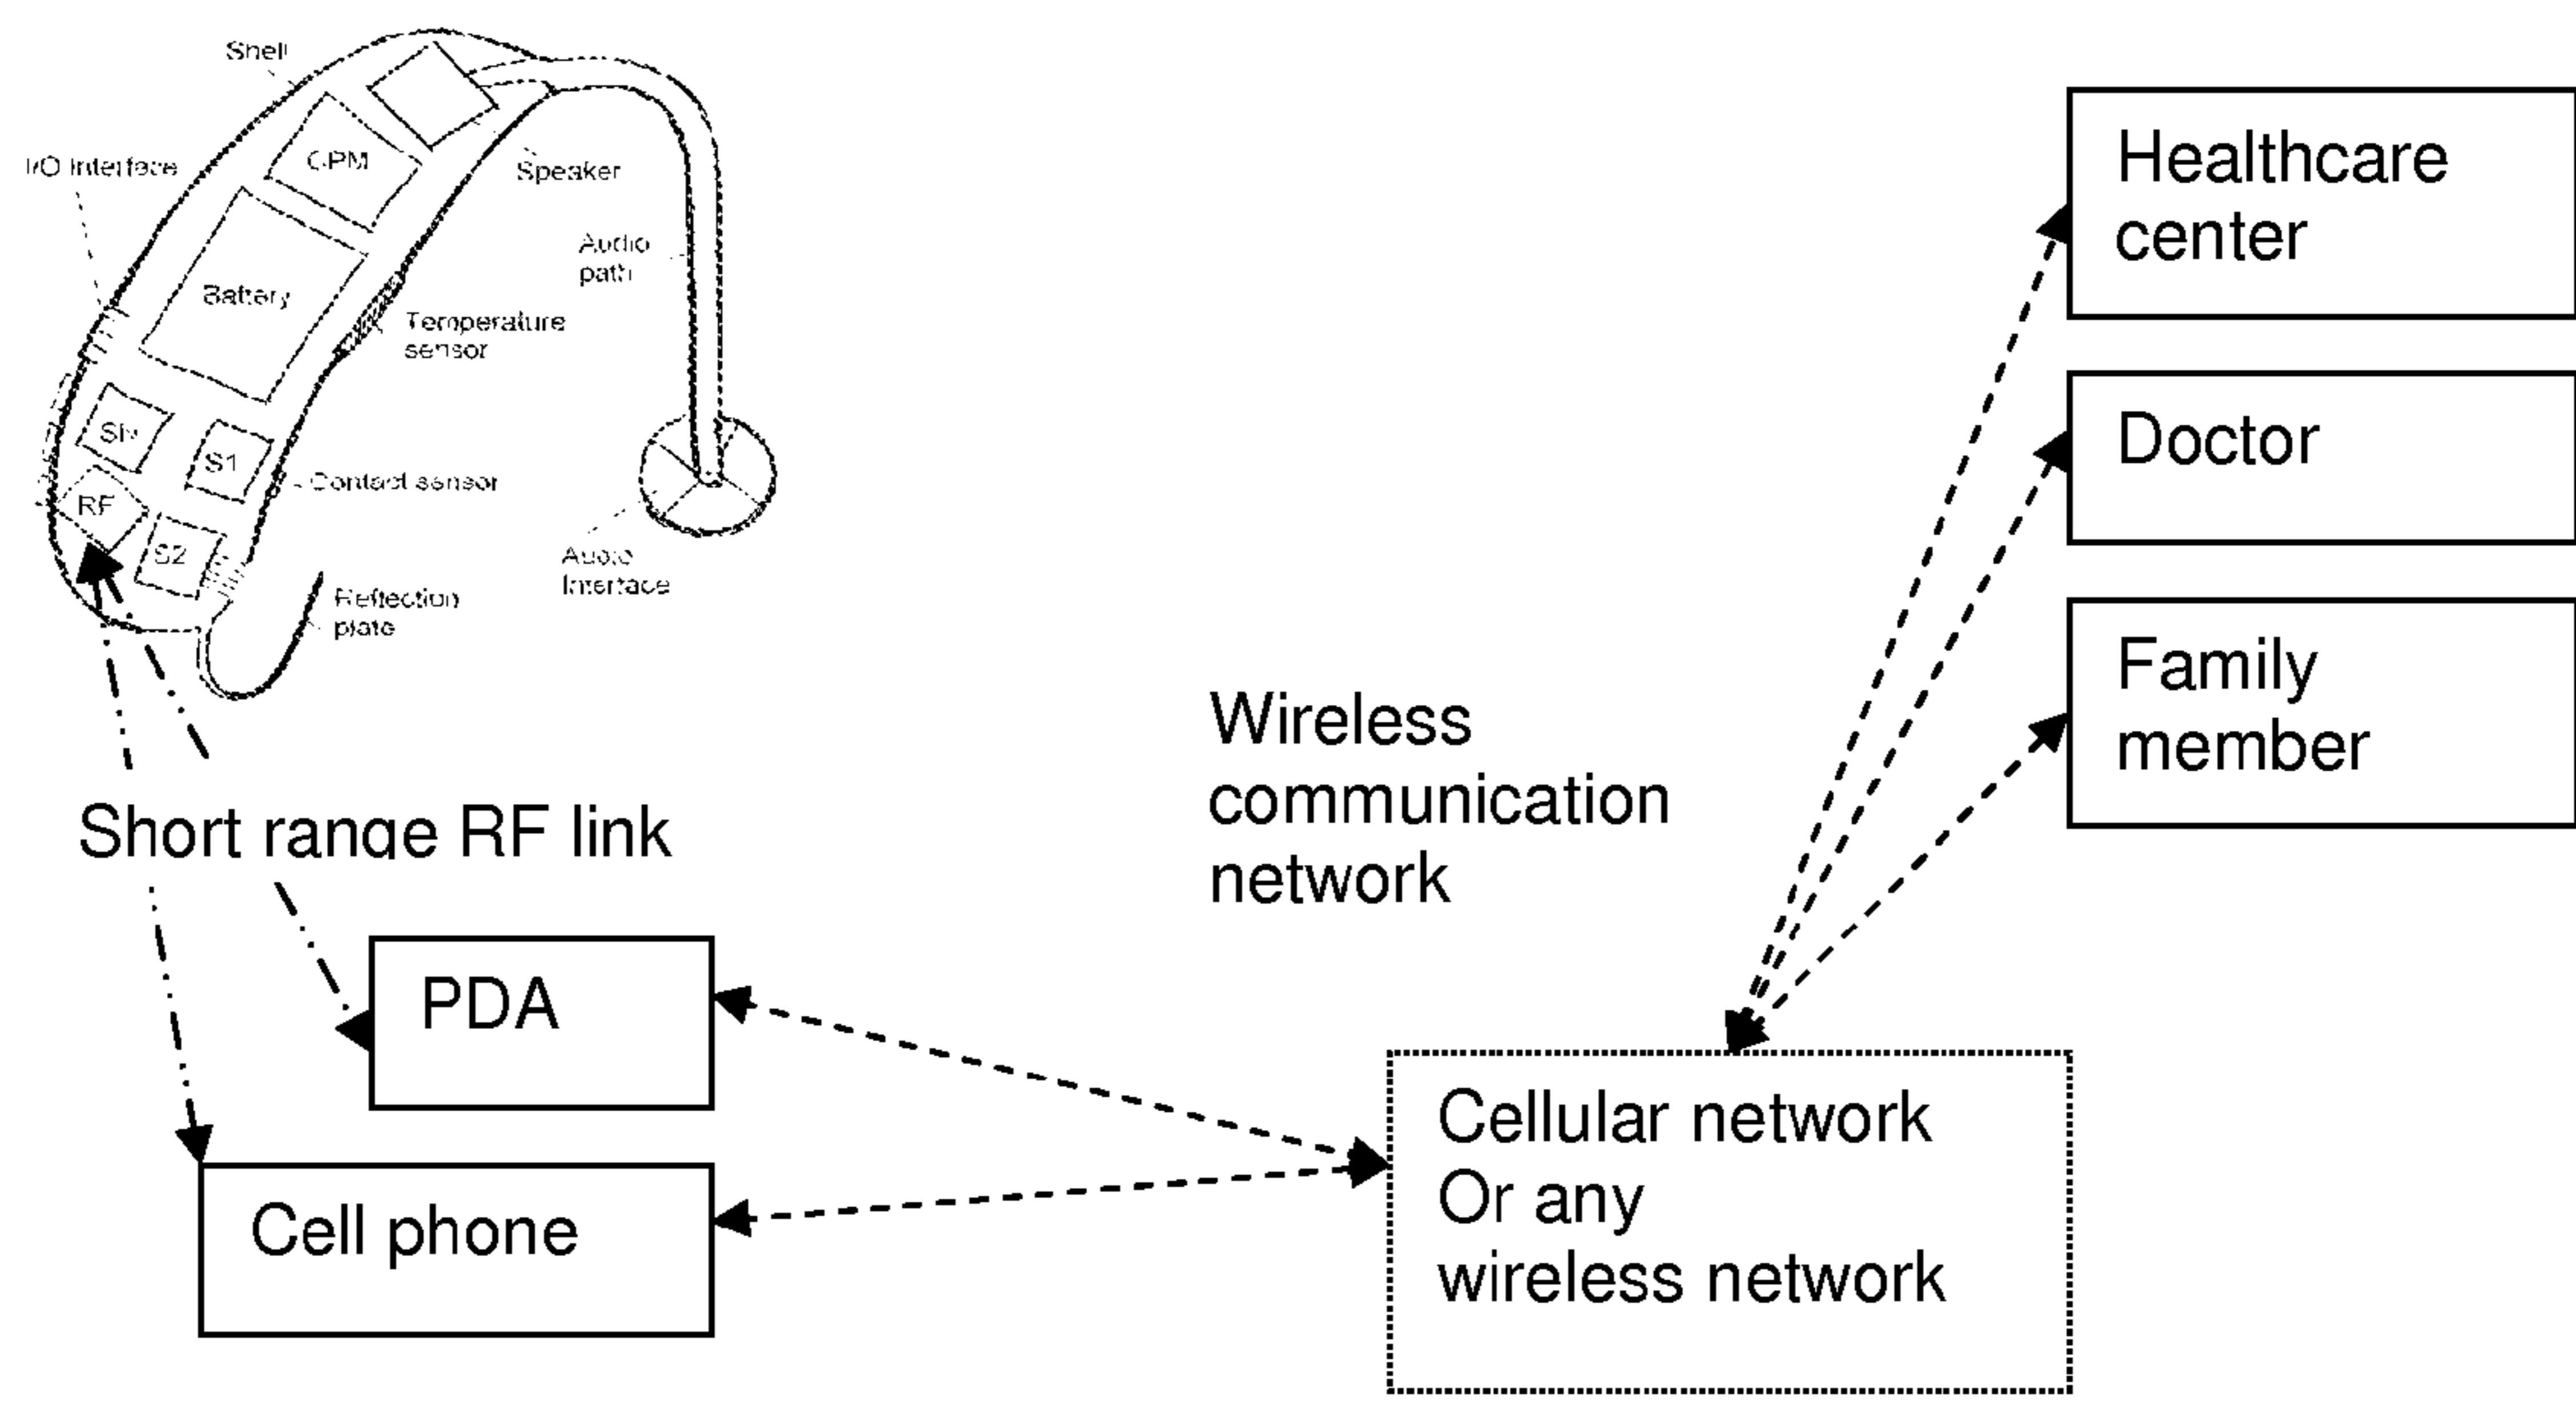 Shell
I/O Interface
Speaker
Audio
path
Battery
Temperature
sensor
S1
Contact sensor
RF
S2
Audio
Interface
Reflection
plate
Healthcare
center
Doctor
Family
member
Wireless
communication
network
Short range RF link
PDA
Cell phone
Cellular network
Or any
wireless network